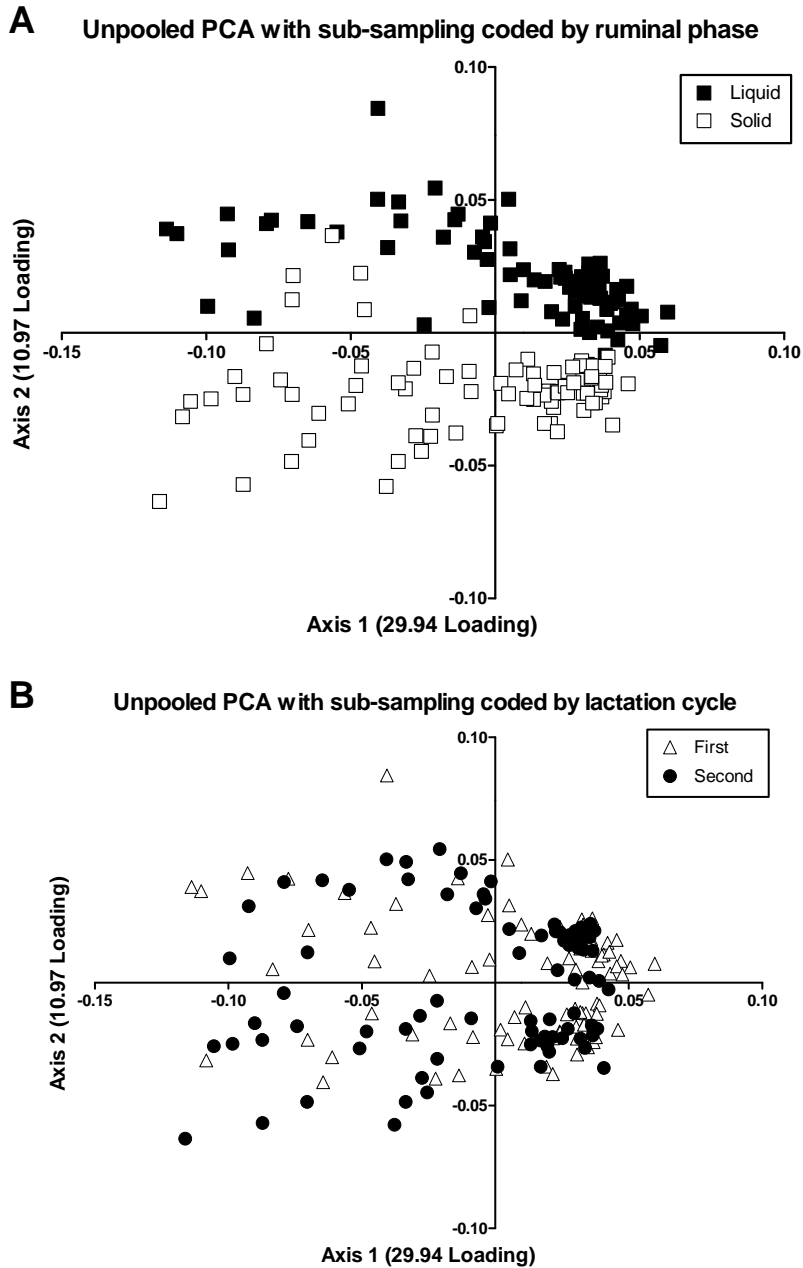 A
Unpooled PCA with sub-sampling coded by ruminal phase
0.10
Liquid
Solid
0.05
-0.15
-0.10
-0.05
0.05
0.10
-0.05
-0.10
Axis 2 (10.97 Loading)
Axis 1 (29.94 Loading)
B
Unpooled PCA with sub-sampling coded by lactation cycle
0.10
First
Second
0.05
-0.15
-0.10
-0.05
0.05
0.10
-0.05
-0.10
Axis 2 (10.97 Loading)
Axis 1 (29.94 Loading)